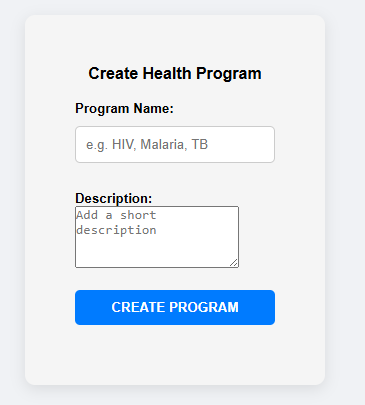 Create Health Program
Program Name:
e.g. HIV, Malaria, TB
Description:
Add a short
description
CREATE PROGRAM